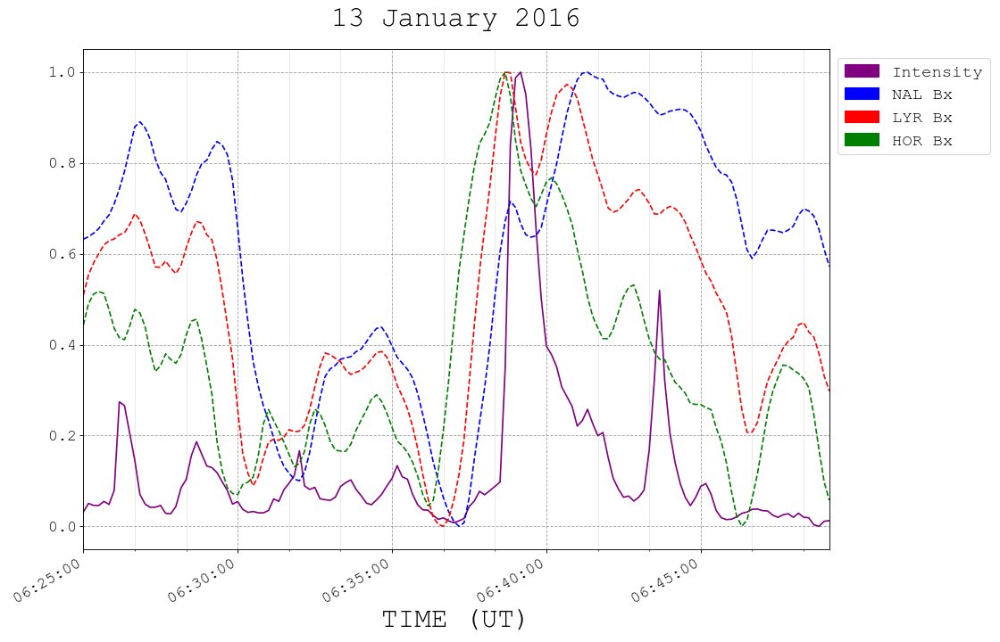 13 January 2016
1.0
0.8
0.6
0.4
0.2
0.0
06:25:00
06:30:00
06:35:00
06:40:00
06:45:00
TIME (UT)
Intensity
NAL Bx
LYR Bx
HOR Bx